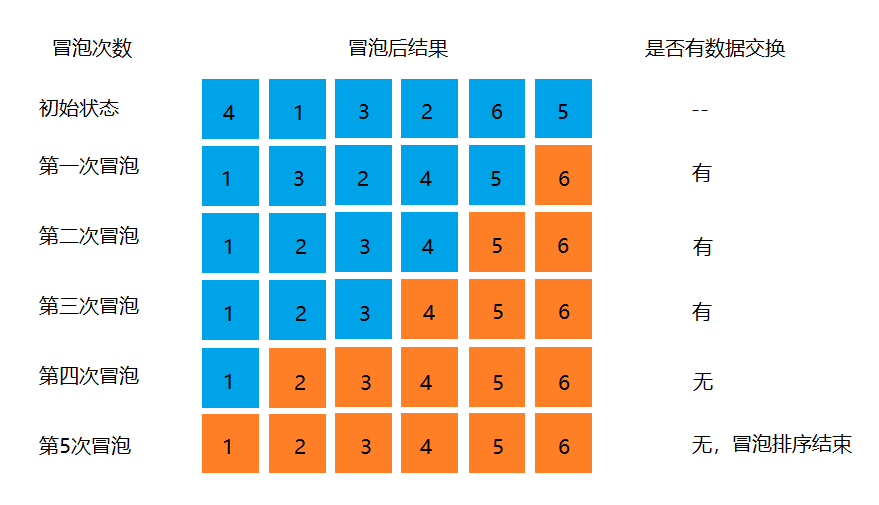 冒泡次数 冒泡后结果 是否有数据交换
初始状态 4 1 3 2 6 5 --
第一次冒泡 1 3 2 4 5 6 有
第二次冒泡 1 2 3 4 5 6 有
第三次冒泡 1 2 3 4 5 6 有
第四次冒泡 1 2 3 4 5 6 无
第5次冒泡 1 2 3 4 5 6 无，冒泡排序结束